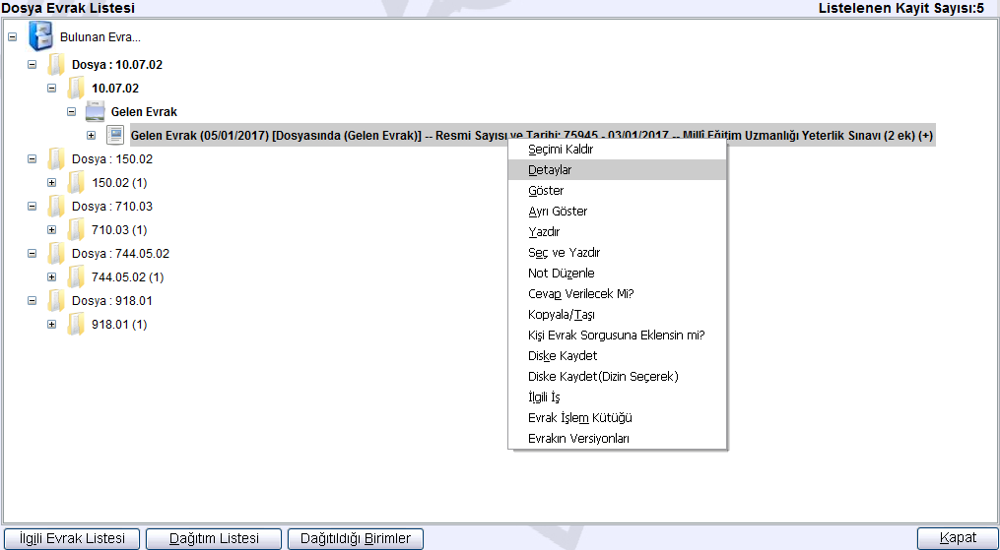 Dosya Evrak Listesi
Listelenen Kayit Sayısı:5
Bulunan Evra...
Dosya : 10.07.02
10.07.02
Gelen Evrak
Gelen Evrak (05/01/2017) [Dosyasında (Gelen Evrak)] -- Resmi Sayısı ve Tarihi: 75945 - 03/01/2017 -- Millî Eğitim Uzmanlığı Yeterlik Sınavı (2 ek) (+)
Dosya : 150.02
150.02 (1)
Dosya : 710.03
710.03 (1)
Dosya : 744.05.02
744.05.02 (1)
Dosya : 918.01
918.01 (1)
Seçimi Kaldır
Detaylar
Göster
Ayrı Göster
Yazdır
Seç ve Yazdır
Not Düzenle
Cevap Verilecek Mi?
Kopyala/Taşı
Kişi Evrak Sorgusuna Eklensin mi?
Diske Kaydet
Diske Kaydet(Dizin Seçerek)
İlgili İş
Evrak İşlem Kütüğü
Evrakın Versiyonları
İlgili Evrak Listesi
Dağıtım Listesi
Dağıtıldığı Birimler
Kapat